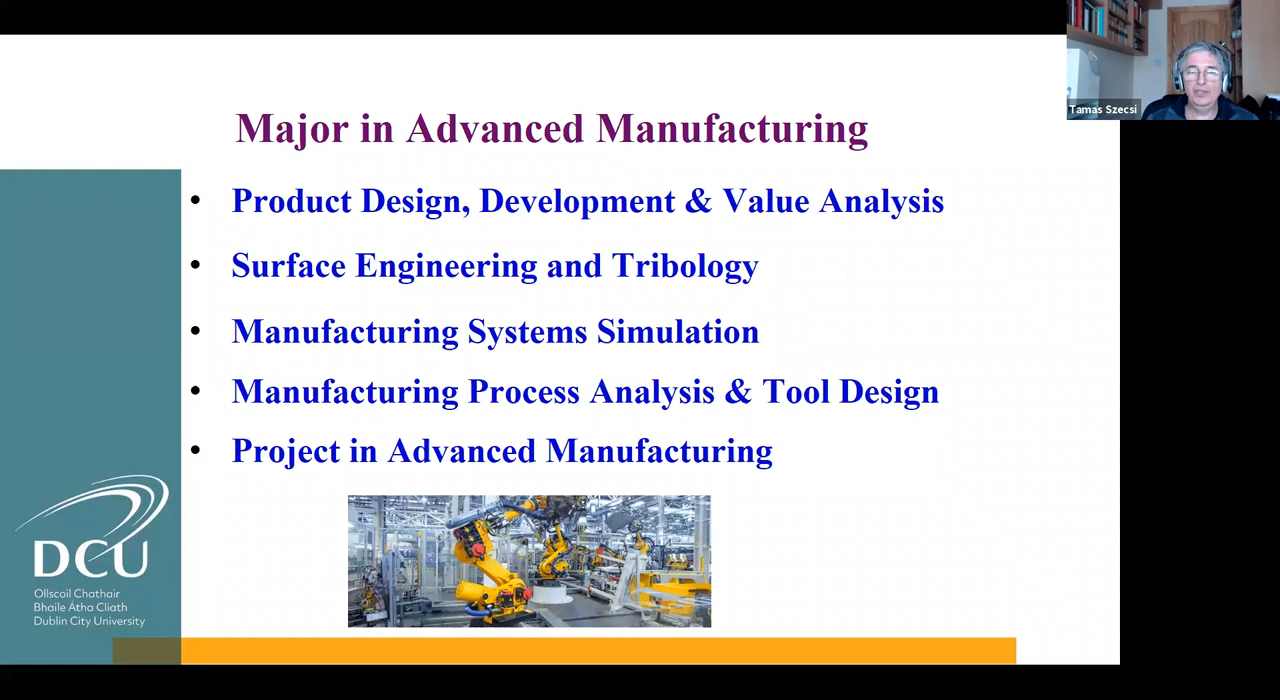 Tamas Szecsi
Major in Advanced Manufacturing
• Product Design, Development & Value Analysis
• Surface Engineering and Tribology
• Manufacturing Systems Simulation
• Manufacturing Process Analysis & Tool Design
• Project in Advanced Manufacturing
DCU
Ollscoil Chathair
Bhaile Átha Cliath
Dublin City University